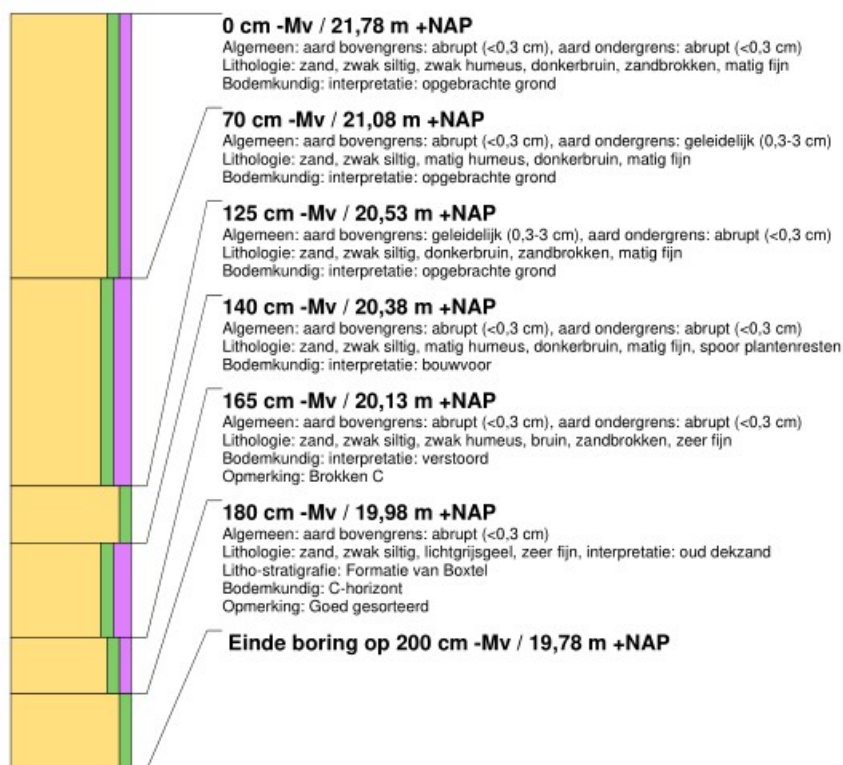 0 cm -Mv / 21,78 m +NAP
Algemeen: aard bovengrens: abrupt (<0,3 cm), aard ondergrens: abrupt (<0,3 cm)
Lithologie: zand, zwak siltig, zwak humeus, donkerbruin, zandbrokken, matig fijn
Bodemkundig: interpretatie: opgebrachte grond
70 cm -Mv / 21,08 m +NAP
Algemeen: aard bovengrens: abrupt (<0,3 cm), aard ondergrens: geleidelijk (0,3-3 cm)
Lithologie: zand, zwak siltig, matig humeus, donkerbruin, matig fijn
Bodemkundig: interpretatie: opgebrachte grond
125 cm -Mv / 20,53 m +NAP
Algemeen: aard bovengrens: geleidelijk (0,3-3 cm), aard ondergrens: abrupt (<0,3 cm)
Lithologie: zand, zwak siltig, donkerbruin, zandbrokken, matig fijn
Bodemkundig: interpretatie: opgebrachte grond
140 cm -Mv / 20,38 m +NAP
Algemeen: aard bovengrens: abrupt (<0,3 cm), aard ondergrens: abrupt (<0,3 cm)
Lithologie: zand, zwak siltig, matig humeus, donkerbruin, matig fijn, spoor plantenresten
Bodemkundig: interpretatie: bouwvoor
165 cm -Mv / 20,13 m +NAP
Algemeen: aard bovengrens: abrupt (<0,3 cm), aard ondergrens: abrupt (<0,3 cm)
Lithologie: zand, zwak siltig, zwak humeus, bruin, zandbrokken, zeer fijn
Bodemkundig: interpretatie: verstoord
Opmerking: Brokken C
180 cm -Mv / 19,98 m +NAP
Algemeen: aard bovengrens: abrupt (<0,3 cm)
Lithologie: zand, zwak siltig, lichtgrijsgeel, zeer fijn, interpretatie: oud dekzand
Litho-stratigrafie: Formatie van Boxtel
Bodemkundig: C-horizont
Opmerking: Goed gesorteerd
Einde boring op 200 cm -Mv / 19,78 m +NAP